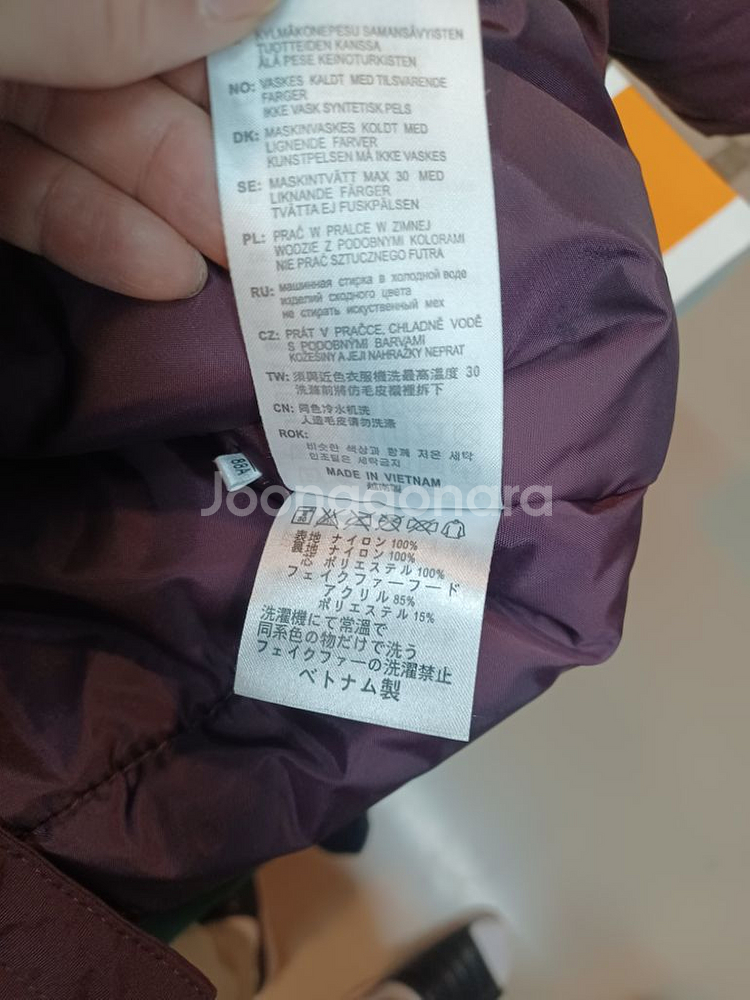 KYLMÄKONEPESU SAMANSÄVYISTEN
TUOTTEIDEN KANSSA
ÄLÄ PESE KEINOTURKISTEN
NO: VASKES KALDT MED TILSVARENDE
FARGER
IKKE VASK SYNTETISK PELS
DK: MASKINVASKES KOLDT MED
LIGNENDE FARVER
KUNSTPELSEN MÅ IKKE VASKES
SE: MASKINTVÄTT MAX 30 MED
LIKNANDE FÄRGER
TVÄTTA EJ FUSKPÄLSEN
PL: PRAĆ W PRALCE W ZIMNEJ
WODZIE Z PODOBNYMI KOLORAMI
NIE PRAĆ SZTUCZNEGO FUTRA
RU: машинная стирка в холодной воде
изделий сходного цвета
не стирать искуственный мех
CZ: PRÁT V PRAČCE, CHLADNÉ VODĚ
S PODOBNÝMI BARVAMI
KOŽEŠINY A JEJI NAHRAŽKY NEPRAT
TW: 須與近色衣服機洗最高溫度 30
洗滌前將仿毛皮襯裡拆下
CN: 同色冷水机洗
人造毛皮请勿洗涤
ROK:
비슷한 색상과 함께 저온 세탁
인조털은 세탁금지
MADE IN VIETNAM
越南製
88A
Joonggonara
表地 ナイロン 100%
裏地 ナイロン 100%
芯 ポリエステル 100%
フェイクファーフード
アクリル 85%
ポリエステル 15%
洗濯機にて常温で
同系色の物だけで洗う
フェイクファーの洗濯禁止
ベトナム製